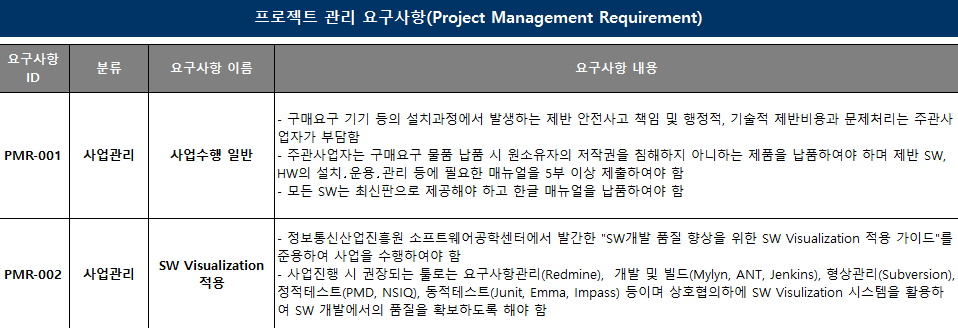 프로젝트 관리 요구사항(Project Management Requirement)
요구사항 ID 분류 요구사항 이름 요구사항 내용
PMR-001 사업관리 사업수행 일반
- 구매요구 기기 등의 설치과정에서 발생하는 제반 안전사고 책임 및 행정적, 기술적 제반비용과 문제처리는 주관사
업자가 부담함
- 주관사업자는 구매요구 물품 납품 시 원소유자의 저작권을 침해하지 아니하는 제품을 납품하여야 하며 제반 SW,
HW의 설치․운용․관리 등에 필요한 매뉴얼을 5부 이상 제출하여야 함
- 모든 SW는 최신판으로 제공해야 하고 한글 매뉴얼을 납품하여야 함
PMR-002 사업관리 SW Visualization 적용
- 정보통신산업진흥원 소프트웨어공학센터에서 발간한 "SW개발 품질 향상을 위한 SW Visualization 적용 가이드"를
준용하여 사업을 수행하여야 함
- 사업진행 시 권장되는 툴로는 요구사항관리(Redmine), 개발 및 빌드(Mylyn, ANT, Jenkins), 형상관리(Subversion),
정적테스트(PMD, NSIQ), 동적테스트(Junit, Emma, Impass) 등이며 상호협의하에 SW Visulization 시스템을 활용하
여 SW 개발에서의 품질을 확보하도록 해야 함